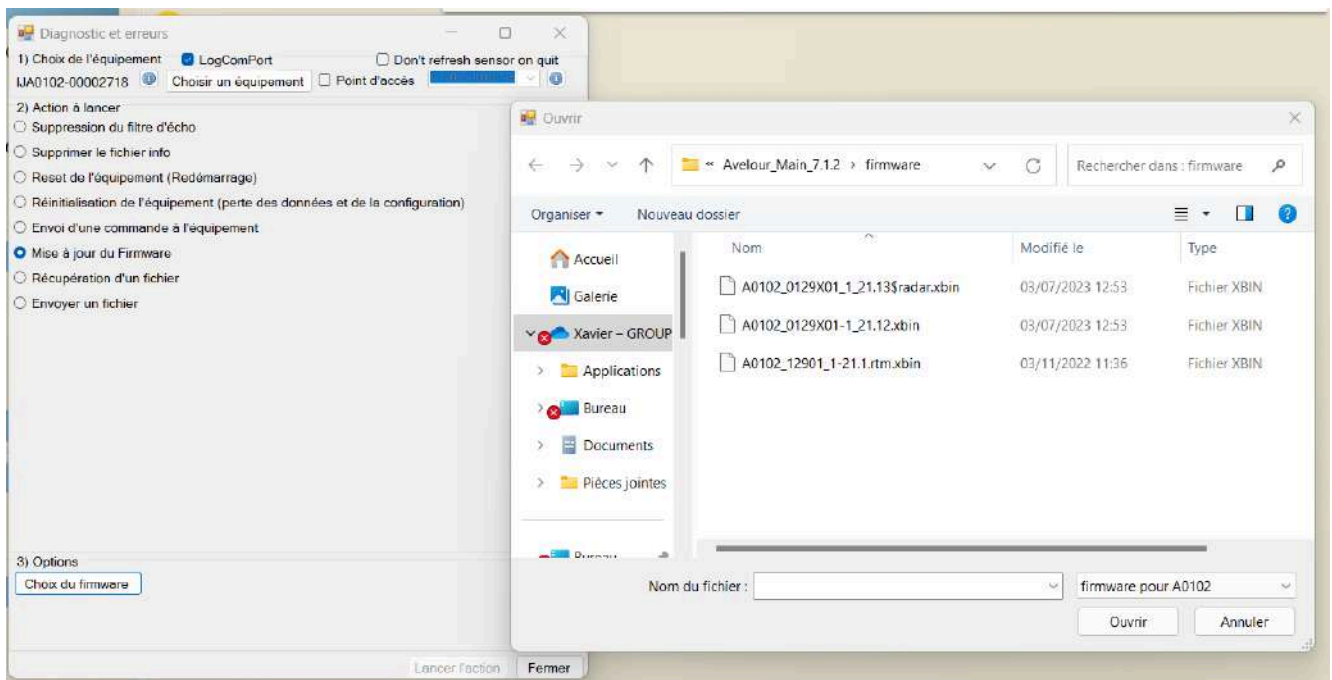 Diagnostic et erreurs
1) Choix de l'équipement LogComPort Don't refresh sensor on quit
IJA0102-00002718 Choisir un équipement Point d'accès
2) Action à lancer
Suppression du filtre d'écho
Supprimer le fichier info
Reset de l'équipement (Redémarrage)
Réinitialisation de l'équipement (perte des données et de la configuration)
Envoi d'une commande à l'équipement
Mise à jour du Firmware
Récupération d'un fichier
Envoyer un fichier
3) Options
Choix du firmware
Lancer l'action Fermer
Ouvrir
« Avelour_Main_7.1.2 > firmware
Rechercher dans : firmware
Organiser Nouveau dossier
Nom Modifié le Type
A0102_0129X01_1_21.13$radar.xbin 03/07/2023 12:53 Fichier XBIN
A0102_0129X01-1_21.12.xbin 03/07/2023 12:53 Fichier XBIN
A0102_12901_1-21.1.rtm.xbin 03/11/2022 11:36 Fichier XBIN
Accueil
Galerie
Xavier – GROUP
Applications
Bureau
Documents
Pièces jointes
Bureau
Nom du fichier : firmware pour A0102
Ouvrir Annuler